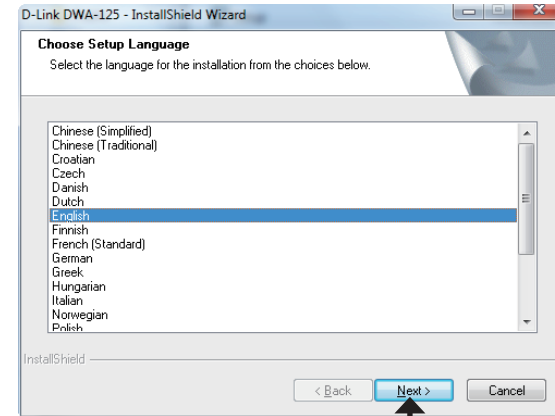 D-Link DWA-125 - InstallShield Wizard
Choose Setup Language
Select the language for the installation from the choices below.
Chinese (Simplified)
Chinese (Traditional)
Croatian
Czech
Danish
Dutch
English
Finnish
French (Standard)
German
Greek
Hungarian
Italian
Norwegian
Polish
InstallShield
< Back
Next >
Cancel